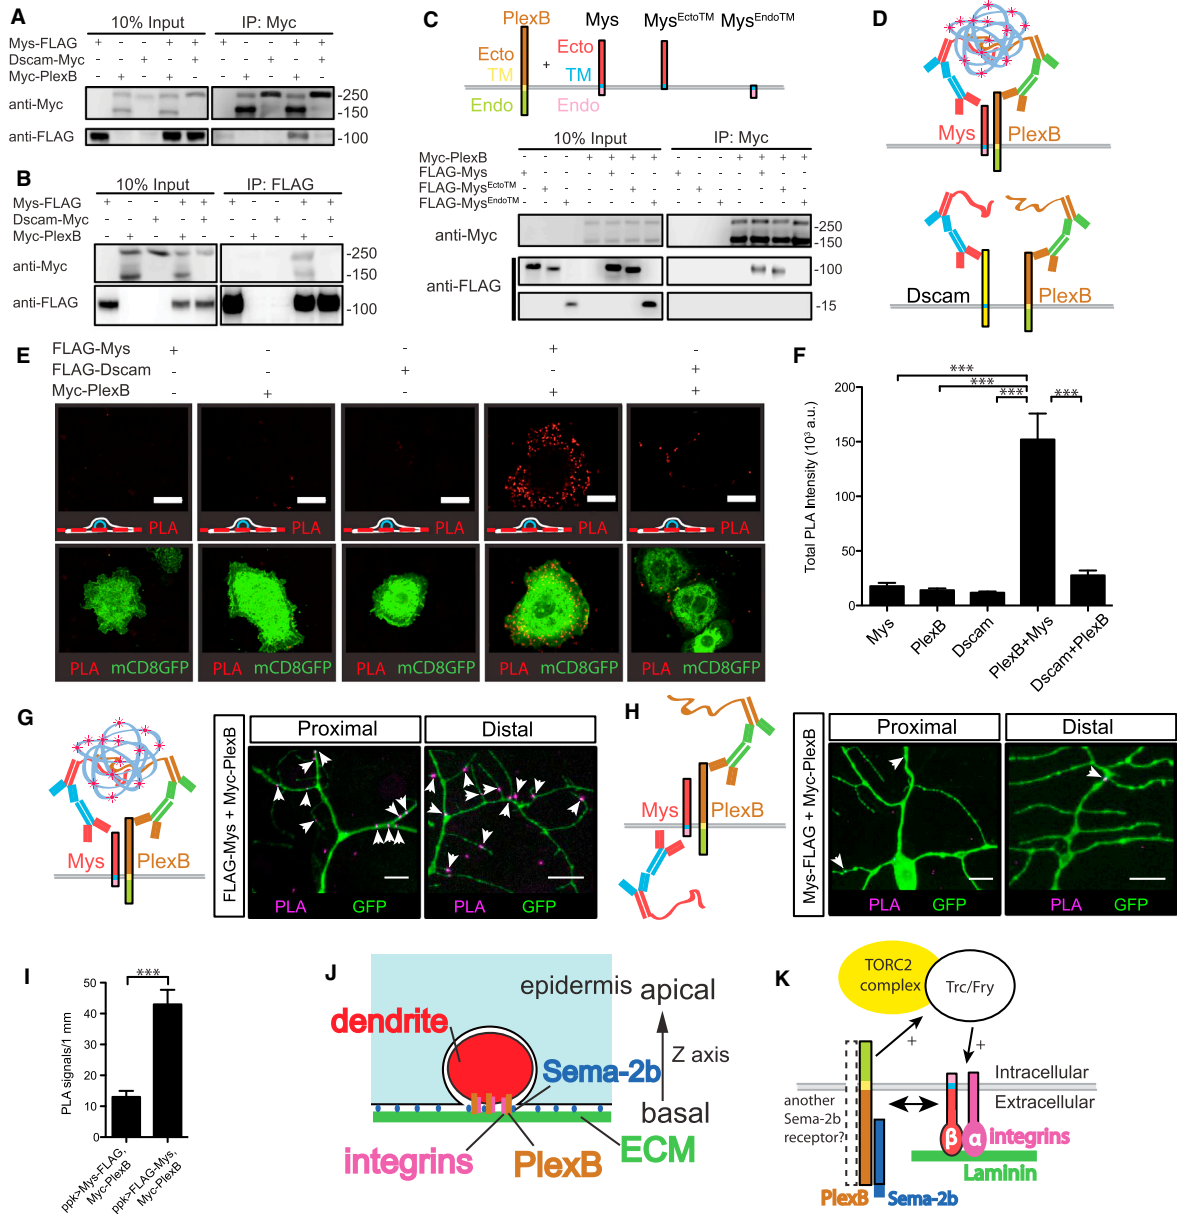 A
10% Input
IP: Myc
Mys-FLAG + - - + + + - - + +
Dscam-Myc - - + - + - - + - +
Myc-PlexB - + - + - - + - + -
anti-Myc
-250
-150
anti-FLAG
-100
B
10% Input
IP: FLAG
Mys-FLAG + - - + + + - - + +
Dscam-Myc - - + - + - - + - +
Myc-PlexB - + - + - - + - + -
anti-Myc
-250
-150
anti-FLAG
-100
C
PlexB
Mys
MysEctoTM
MysEndoTM
Ecto
TM
Endo
+
Ecto
TM
Endo
10% Input
IP: Myc
Myc-PlexB - - - + + + + - - - + + + +
FLAG-Mys + - - - + - - + - - - + - -
FLAG-MysEctoTM - + - - - + - - + - - - + -
FLAG-MysEndoTM - - + - - - + - - + - - - +
anti-Myc
-250
-150
anti-FLAG
-100
-15
D
Mys
PlexB
Dscam
PlexB
E
FLAG-Mys + - - + -
FLAG-Dscam - - + - +
Myc-PlexB - + - + +
PLA
PLA
PLA
PLA
PLA
PLA mCD8GFP
PLA mCD8GFP
PLA mCD8GFP
PLA mCD8GFP
PLA mCD8GFP
F
Total PLA Intensity (10³ a.u.)
200
150
100
50
0
***
***
***
***
Mys
PlexB
Dscam
PlexB+Mys
Dscam+PlexB
G
Mys
PlexB
FLAG-Mys + Myc-PlexB
Proximal
Distal
PLA GFP
PLA GFP
H
Mys
PlexB
Mys-FLAG + Myc-PlexB
Proximal
Distal
PLA GFP
PLA GFP
I
PLA signals/1 mm
50
40
30
20
10
0
***
ppk>Mys-FLAG,
Myc-PlexB
ppk>FLAG-Mys,
Myc-PlexB
J
epidermis
apical
dendrite
Z axis
Sema-2b
basal
integrins
PlexB
ECM
K
TORC2
complex
Trc/Fry
+
+
Intracellular
Extracellular
another
Sema-2b
receptor?
β
α
integrins
Laminin
PlexB
Sema-2b